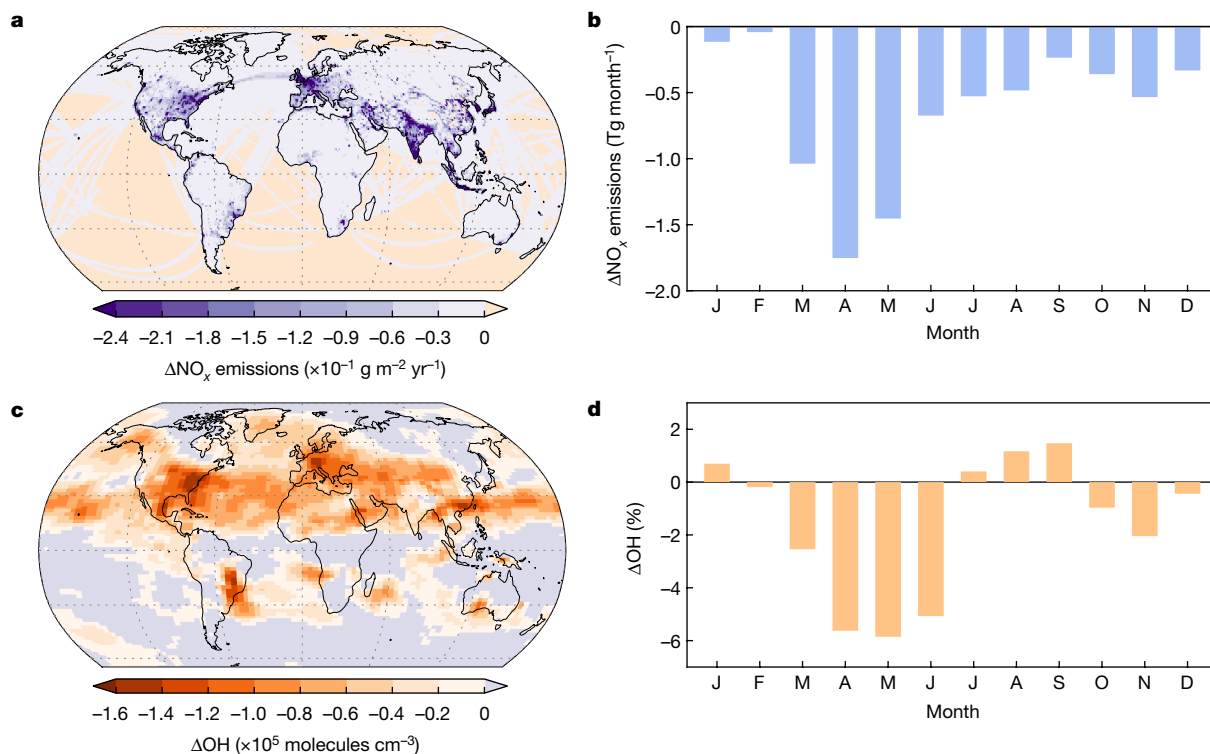 a
−2.4 −2.1 −1.8 −1.5 −1.2 −0.9 −0.6 −0.3 0
ΔNOₓ emissions (×10⁻¹ g m⁻² yr⁻¹)
b
0
−0.5
−1.0
−1.5
−2.0
ΔNOₓ emissions (Tg month⁻¹)
J F M A M J J A S O N D
Month
c
−1.6 −1.4 −1.2 −1.0 −0.8 −0.6 −0.4 −0.2 0
ΔOH (×10⁵ molecules cm⁻³)
d
2
0
−2
−4
−6
ΔOH (%)
J F M A M J J A S O N D
Month